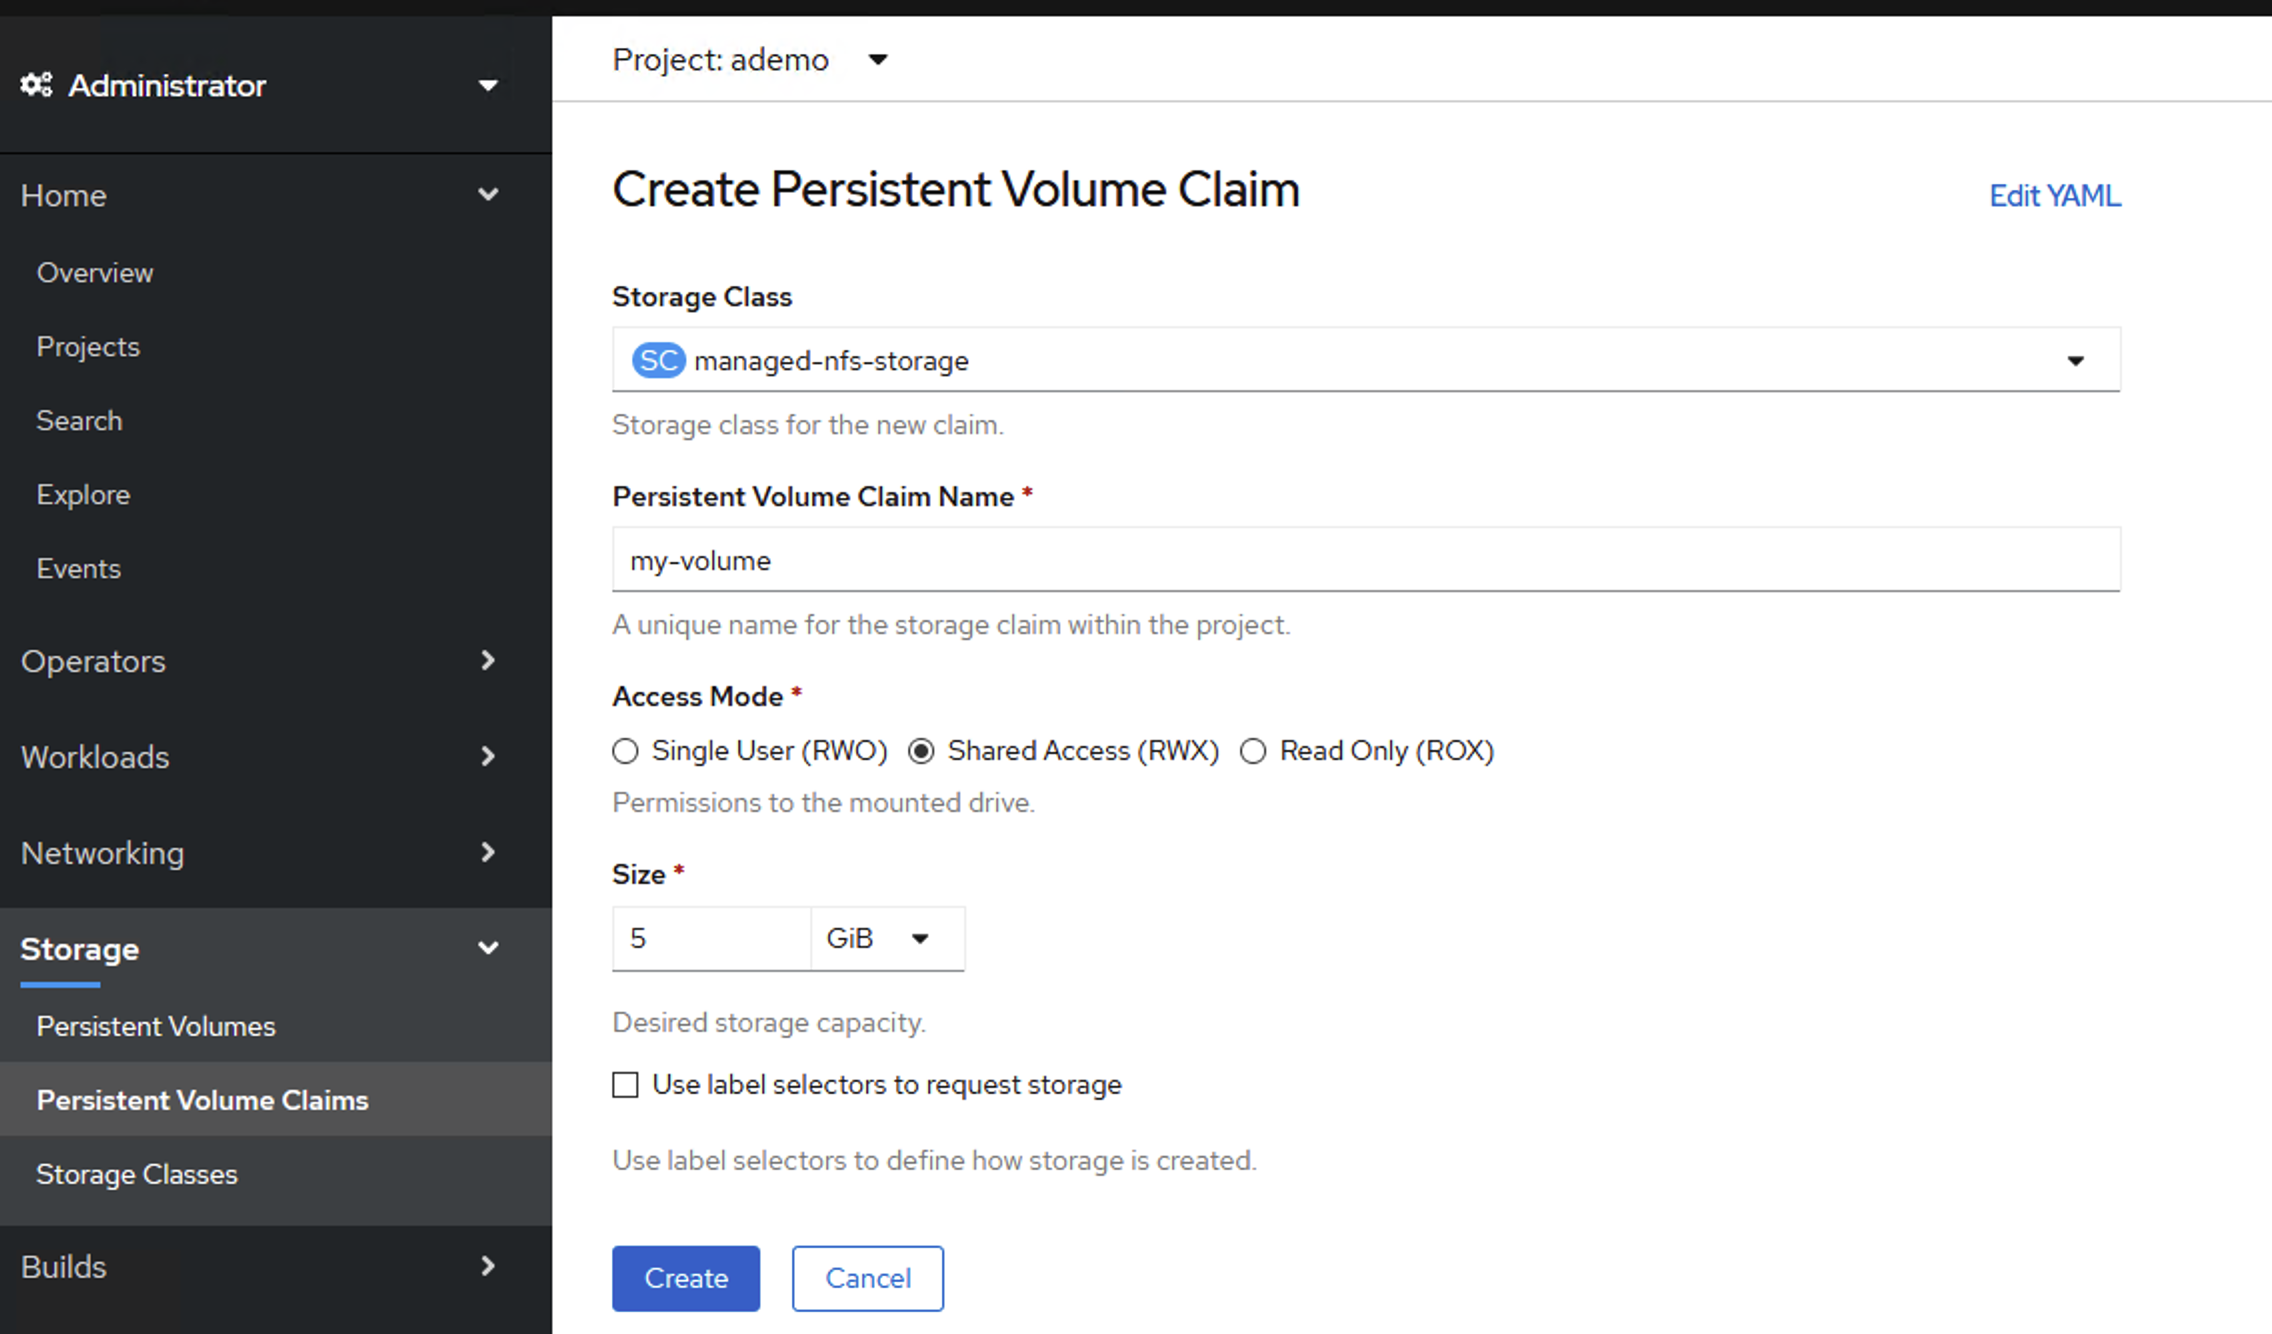 Administrator
Home
Overview
Projects
Search
Explore
Events
Operators
Workloads
Networking
Storage
Persistent Volumes
Persistent Volume Claims
Storage Classes
Builds
Project: ademo
Create Persistent Volume Claim
Edit YAML
Storage Class
SC managed-nfs-storage
Storage class for the new claim.
Persistent Volume Claim Name *
my-volume
A unique name for the storage claim within the project.
Access Mode *
Single User (RWO) Shared Access (RWX) Read Only (ROX)
Permissions to the mounted drive.
Size *
5 GiB
Desired storage capacity.
Use label selectors to request storage
Use label selectors to define how storage is created.
Create Cancel